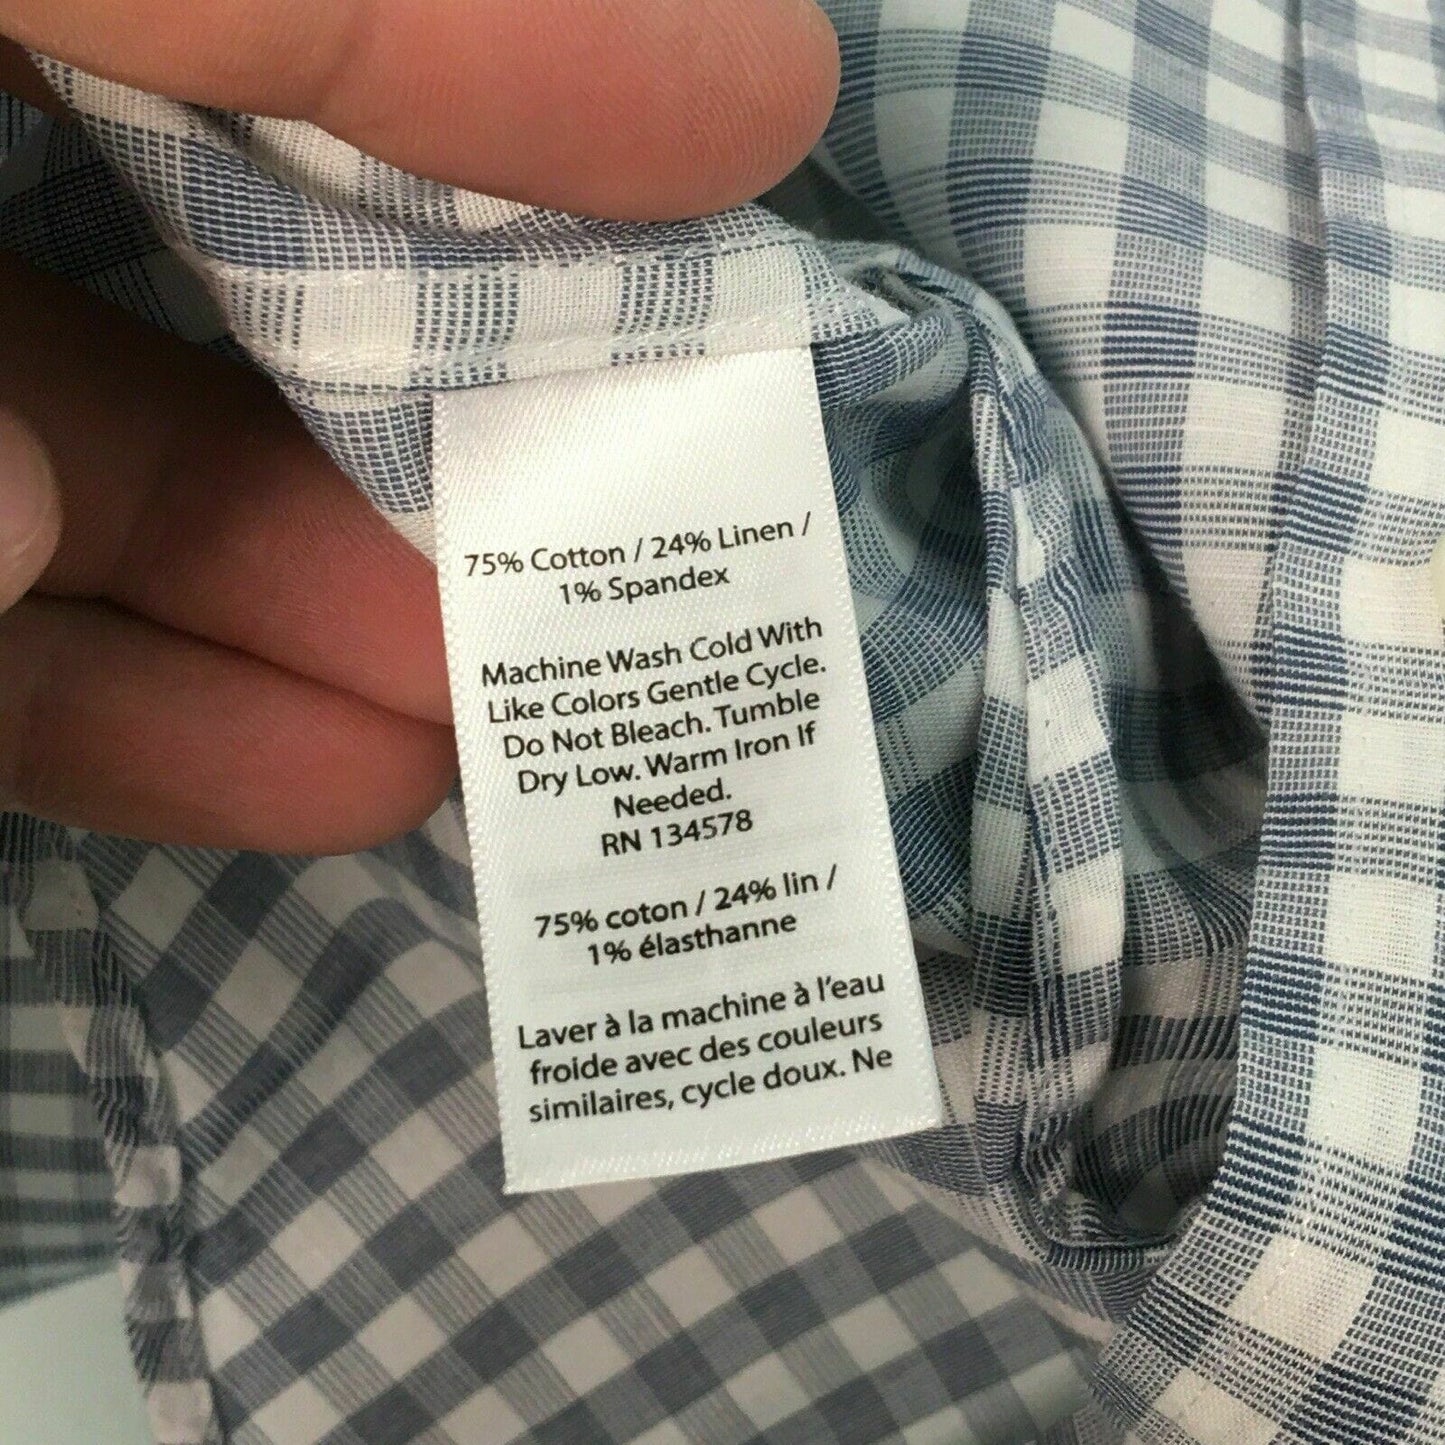 75% Cotton / 24% Linen /
1% Spandex
Machine Wash Cold With
Like Colors Gentle Cycle.
Do Not Bleach. Tumble
Dry Low. Warm Iron If
Needed.
RN 134578
75% coton / 24% lin /
1% élasthanne
Laver à la machine à l'eau
froide avec des couleurs
similaires, cycle doux. Ne